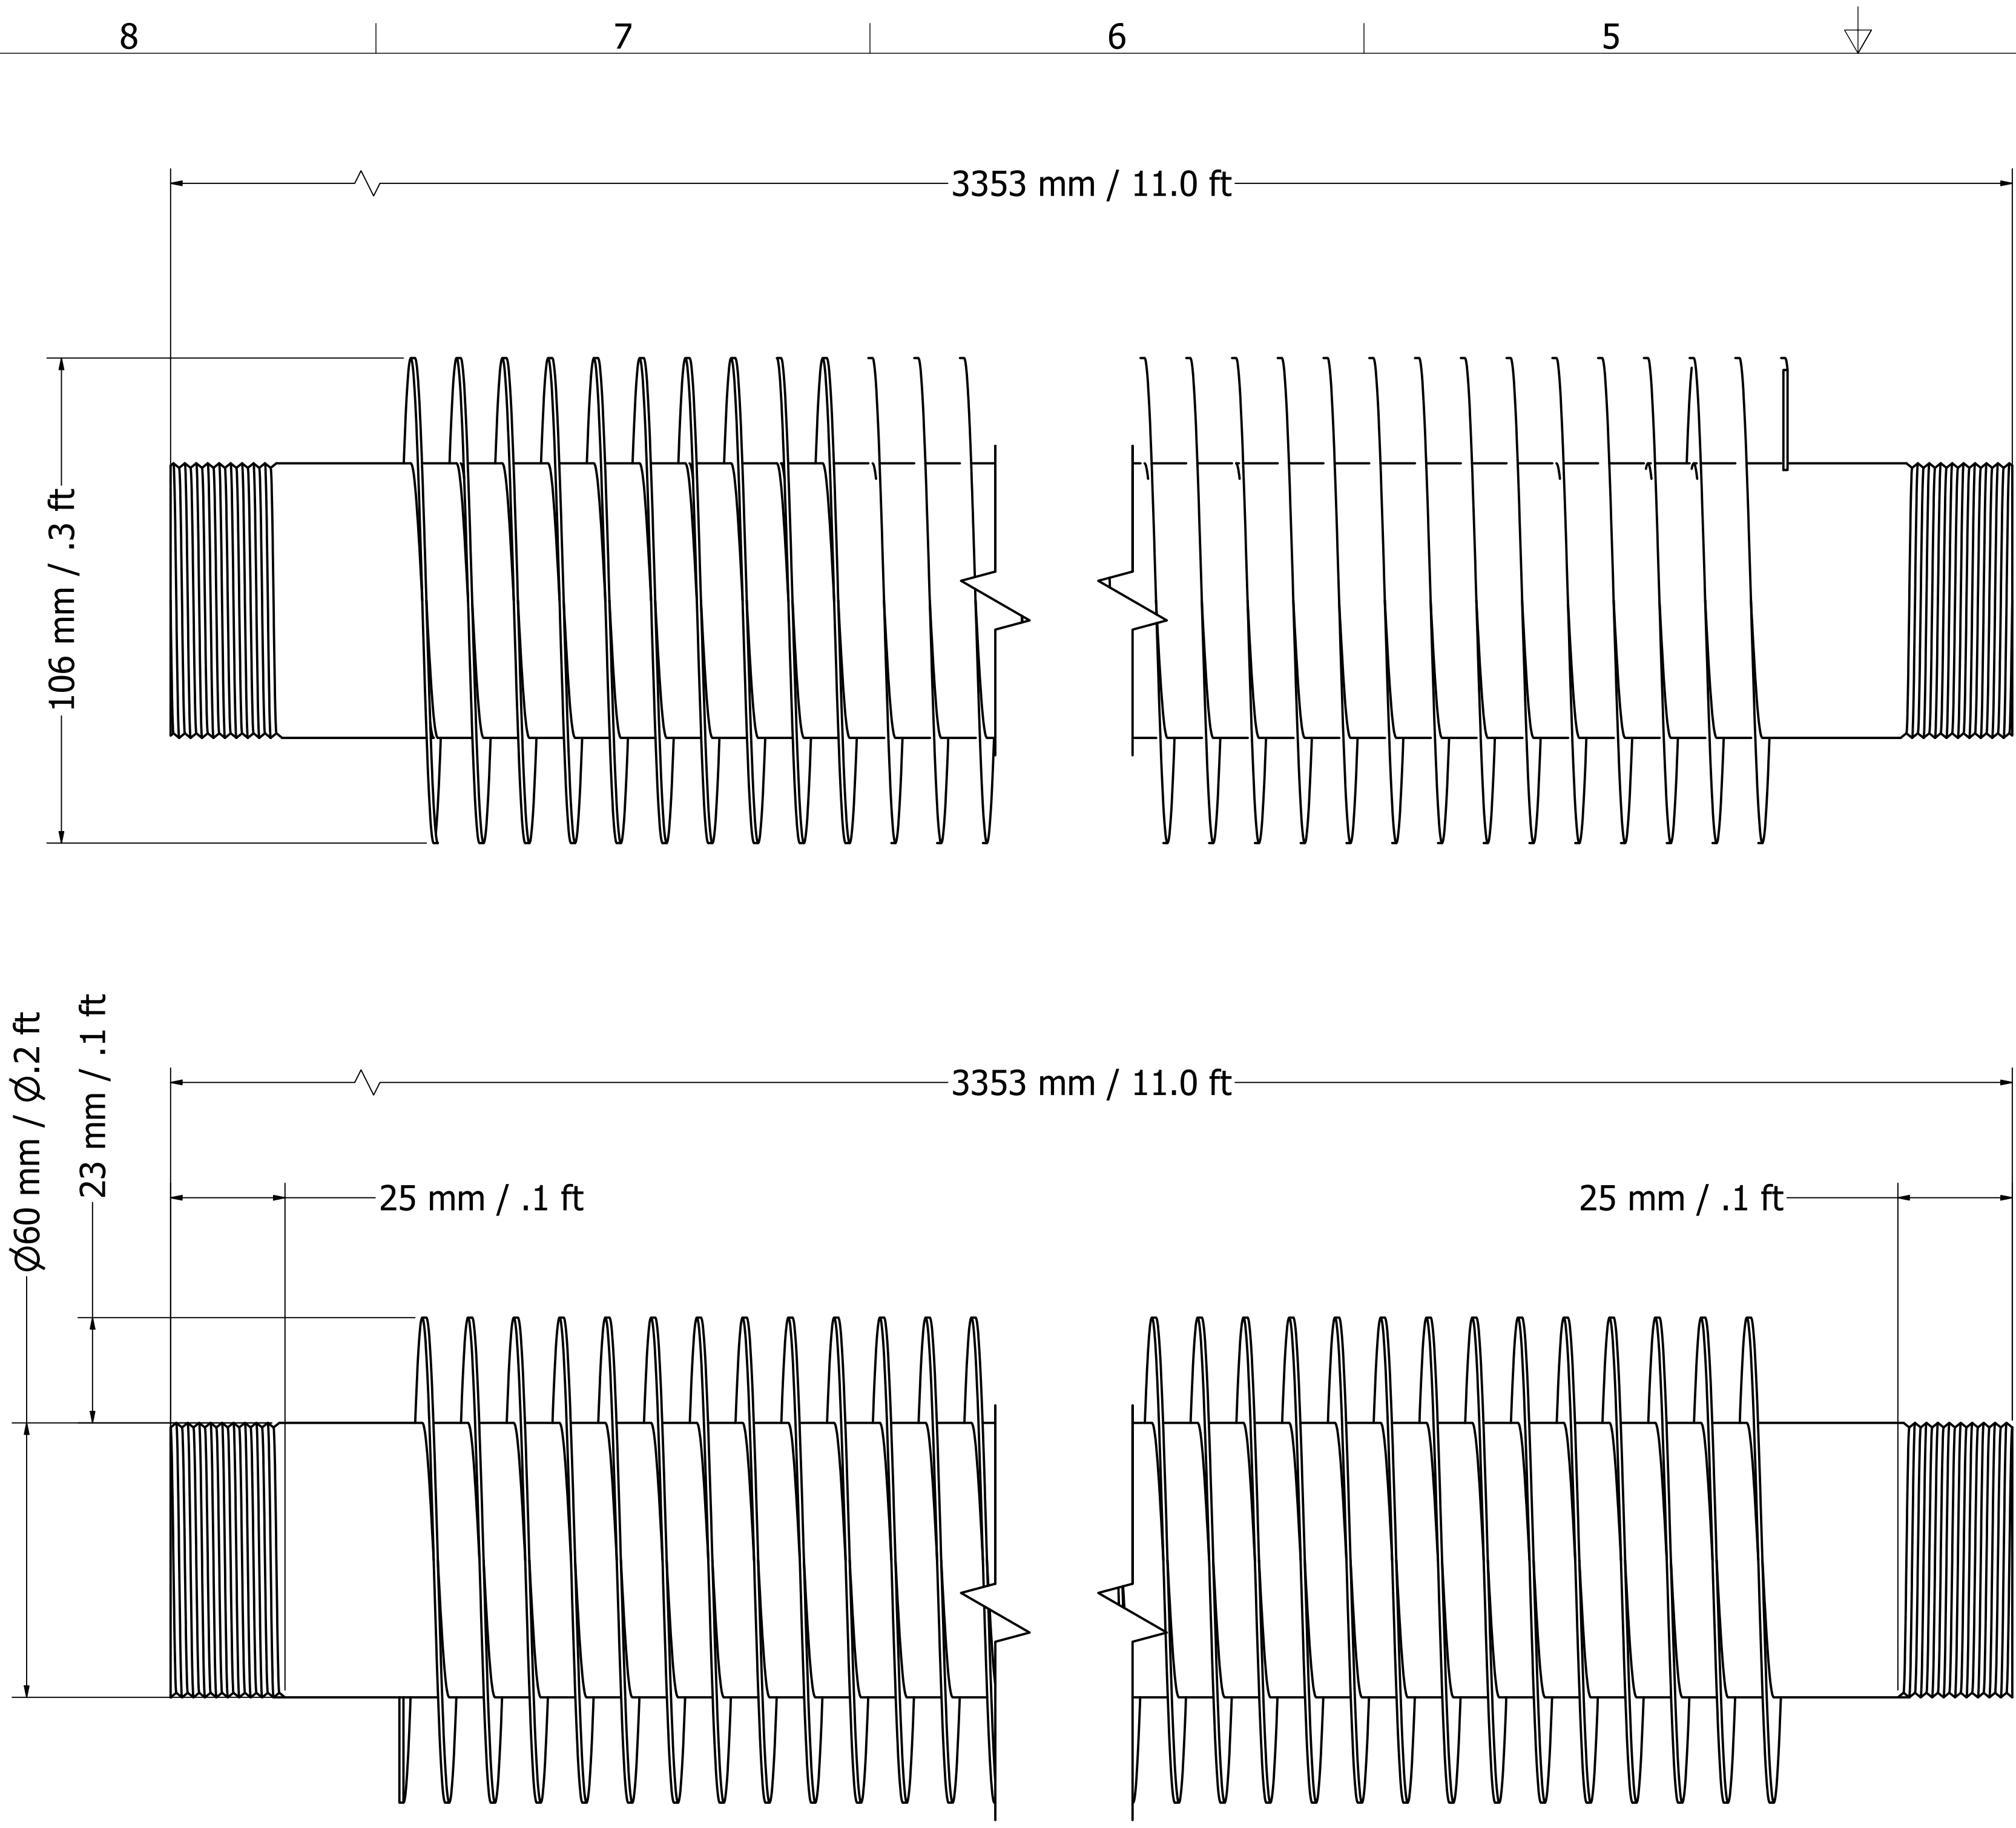 8 7 6 5
3353 mm / 11.0 ft
106 mm / .3 ft
3353 mm / 11.0 ft
Ø60 mm / Ø.2 ft
23 mm / .1 ft
25 mm / .1 ft
25 mm / .1 ft